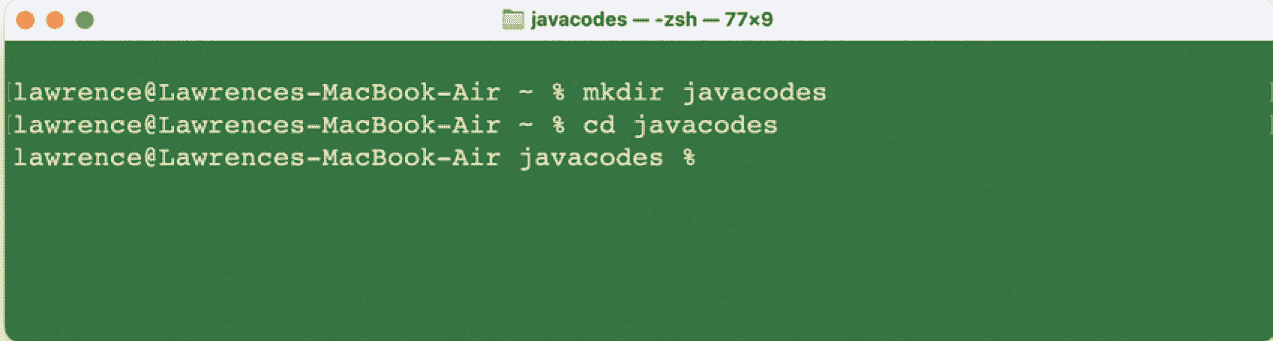 javacodes — -zsh — 77×9
[lawrence@Lawrences-MacBook-Air ~ % mkdir javacodes ]
[lawrence@Lawrences-MacBook-Air ~ % cd javacodes ]
lawrence@Lawrences-MacBook-Air javacodes %